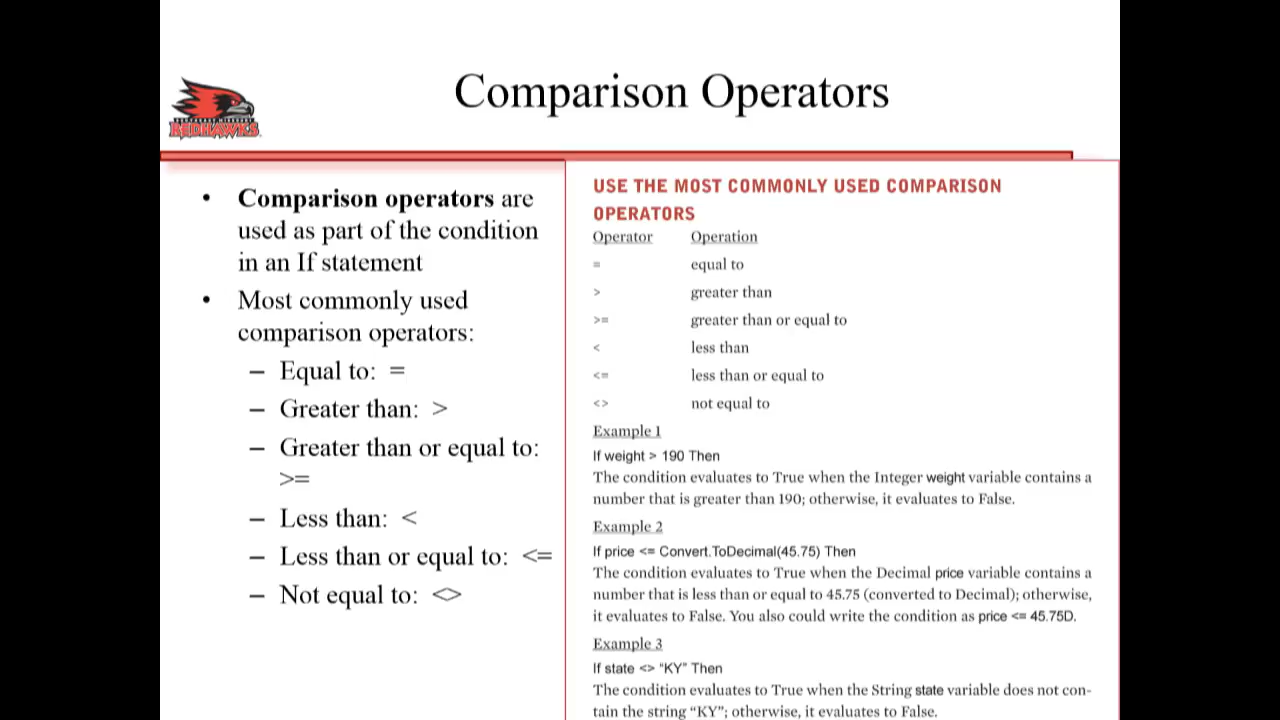 Comparison Operators
REDHAWKS
• Comparison operators are
used as part of the condition
in an If statement
• Most commonly used
comparison operators:
– Equal to: =
– Greater than: >
– Greater than or equal to:
>=
– Less than: <
– Less than or equal to: <=
– Not equal to: <>
USE THE MOST COMMONLY USED COMPARISON
OPERATORS
Operator Operation
= equal to
> greater than
>= greater than or equal to
< less than
<= less than or equal to
<> not equal to
Example 1
If weight > 190 Then
The condition evaluates to True when the Integer weight variable contains a
number that is greater than 190; otherwise, it evaluates to False.
Example 2
If price <= Convert.ToDecimal(45.75) Then
The condition evaluates to True when the Decimal price variable contains a
number that is less than or equal to 45.75 (converted to Decimal); otherwise,
it evaluates to False. You also could write the condition as price <= 45.75D.
Example 3
If state <> “KY” Then
The condition evaluates to True when the String state variable does not con-
tain the string “KY”; otherwise, it evaluates to False.